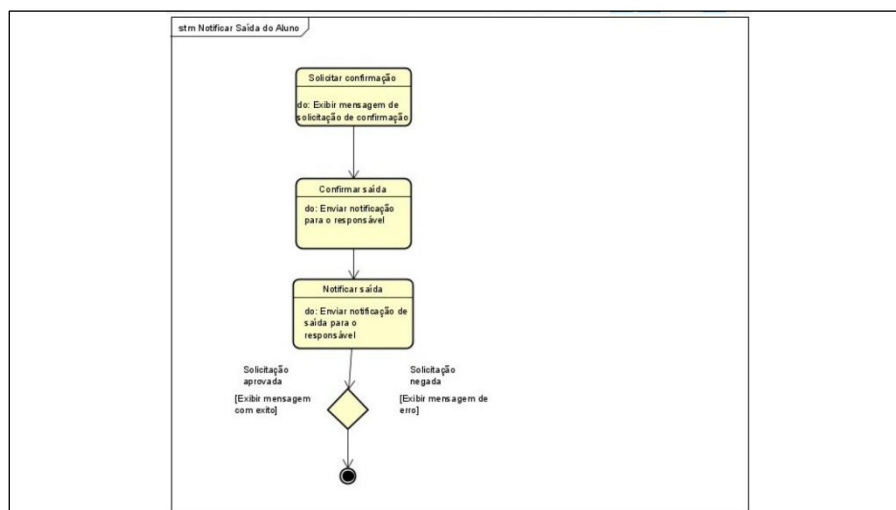 stm Notificar Saída do Aluno
Solicitar confirmação
do: Exibir mensagem de
solicitação de confirmação
Confirmar saída
do: Enviar notificação
para o responsável
Notificar saída
do: Enviar notificação de
saída para o
responsável
Solicitação
aprovada
[Exibir mensagem
com exito]
Solicitação
negada
[Exibir mensagem de
erro]